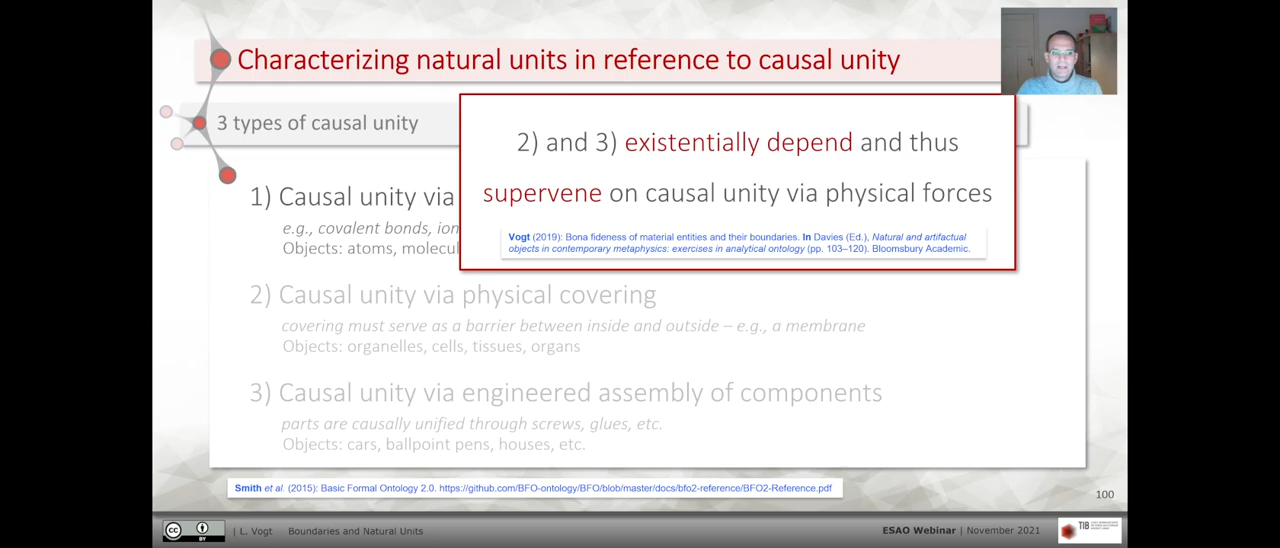 Characterizing natural units in reference to causal unity
3 types of causal unity
2) and 3) existentially depend and thus
supervene on causal unity via physical forces
Vogt (2019): Bona fideness of material entities and their boundaries. In Davies (Ed.), Natural and artifactual
objects in contemporary metaphysics: exercises in analytical ontology (pp. 103–120). Bloomsbury Academic.
1) Causal unity via
e.g., covalent bonds, ion
Objects: atoms, molecul
2) Causal unity via physical covering
covering must serve as a barrier between inside and outside – e.g., a membrane
Objects: organelles, cells, tissues, organs
3) Causal unity via engineered assembly of components
parts are causally unified through screws, glues, etc.
Objects: cars, ballpoint pens, houses, etc.
Smith et al. (2015): Basic Formal Ontology 2.0. https://github.com/BFO-ontology/BFO/blob/master/docs/bfo2-reference/BFO2-Reference.pdf
100
cc BY | L. Vogt Boundaries and Natural Units
ESAO Webinar | November 2021
TIB